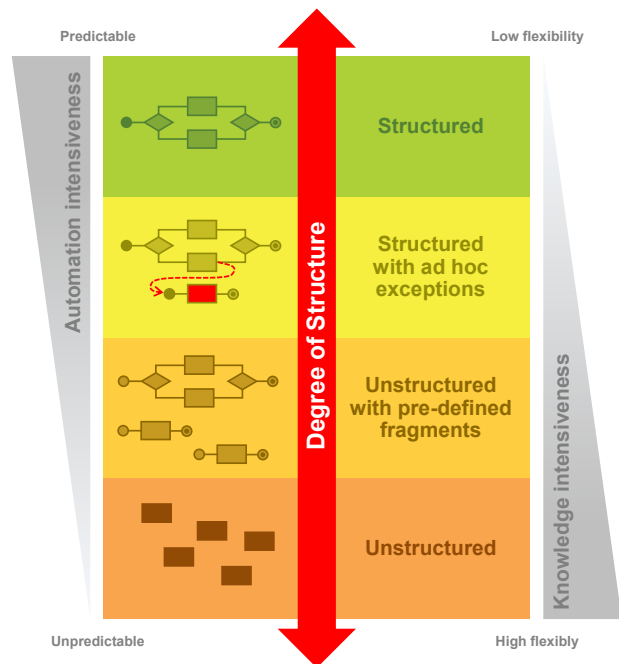 Predictable
Low flexibility
Automation intensiveness
Degree of Structure
Structured
Structured
with ad hoc
exceptions
Unstructured
with pre-defined
fragments
Knowledge intensiveness
Unstructured
Unpredictable
High flexibly